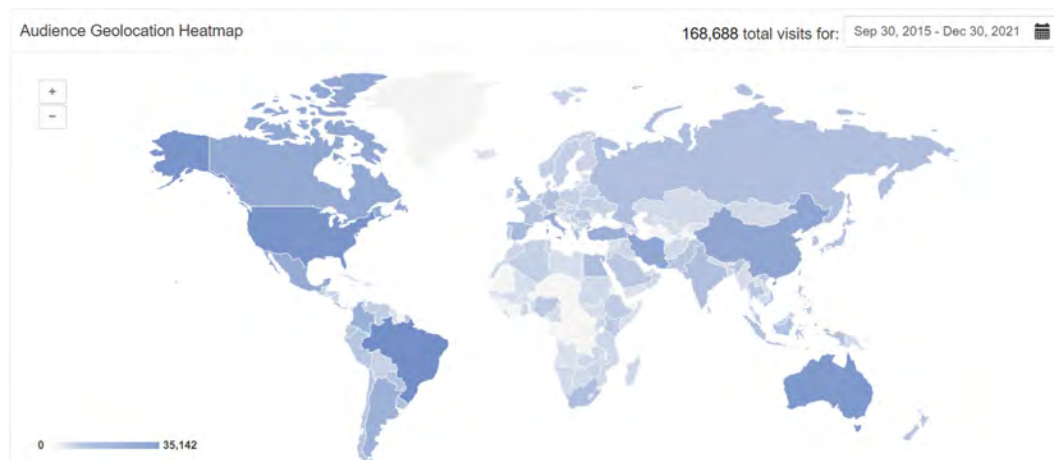 Audience Geolocation Heatmap
168,688 total visits for: Sep 30, 2015 - Dec 30, 2021
+
−
0 35,142